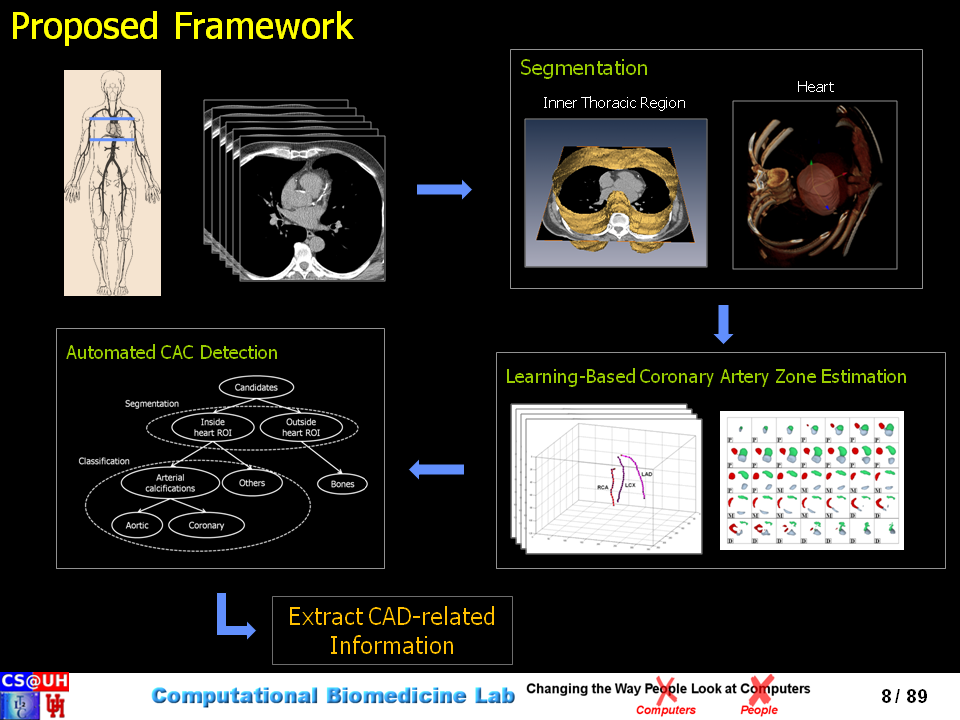 Proposed Framework
Segmentation
Inner Thoracic Region
Heart
Learning-Based Coronary Artery Zone Estimation
RCA
LCX
LAD
P P P P P P P
P P P P P P P
M M M M M M M
M M M M M M M
D D D D D D D
Automated CAC Detection
Candidates
Segmentation
Inside
heart ROI
Outside
heart ROI
Classification
Arterial
calcifications
Others
Bones
Aortic
Coronary
Extract CAD-related
Information
CS@UH
Computational Biomedicine Lab
Changing the Way People Look at Computers
Computers
People
8 / 89